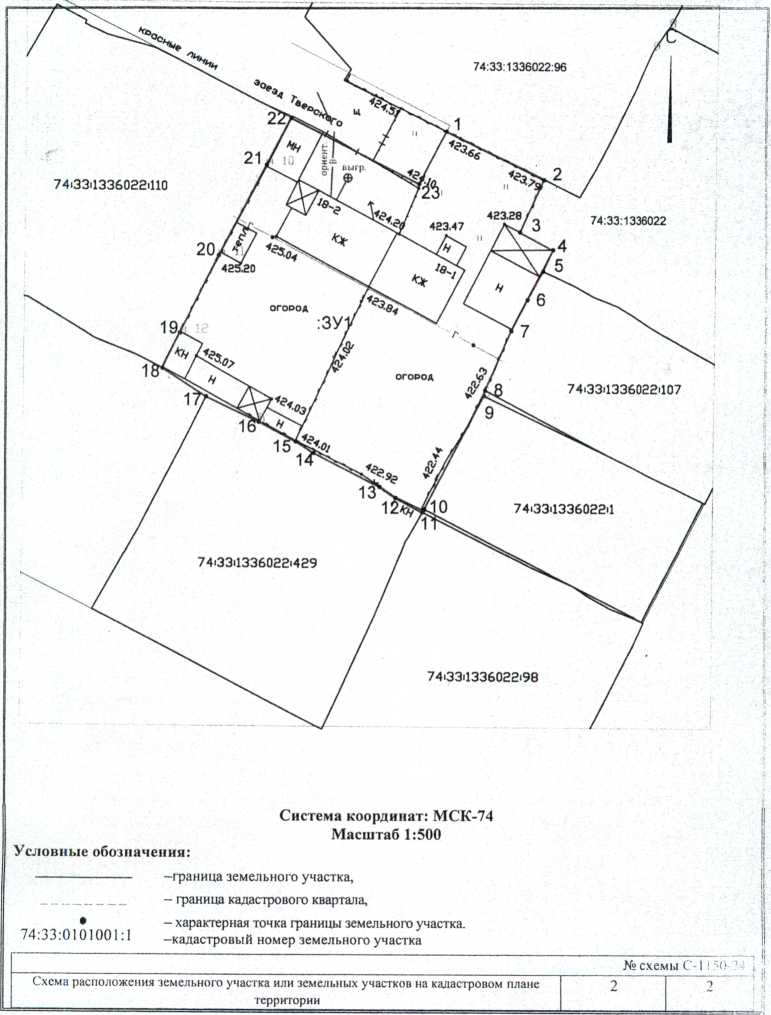 красные линии
74:33:1336022:96
С
заезд Тверского
424.51
ц
1
423.66
22
МН
21
10
ориент.
выгр.
424.10
23
423.79
2
74:33:1336022:110
18-2
424.20
423.47
423.28
3
74:33:1336022
Н
4
КЖ
18-1
5
20
тепл.
425.20
425.04
КЖ
Н
6
Г
423.84
ОГОРОД
:ЗУ1
7
19
12
424.02
Г
КН
425.07
ОГОРОД
422.63
74:33:1336022:107
18
Н
8
17
424.03
9
16
Н
15
424.01
14
422.44
422.92
13
12
КН
10
11
74:33:1336022:1
74:33:1336022:429
74:33:1336022:98
Система координат: МСК-74
Масштаб 1:500
Условные обозначения:
–граница земельного участка,
– граница кадастрового квартала,
– характерная точка границы земельного участка.
74:33:0101001:1
–кадастровый номер земельного участка
№ схемы С-1150-24
Схема расположения земельного участка или земельных участков на кадастровом плане
территории
2
2